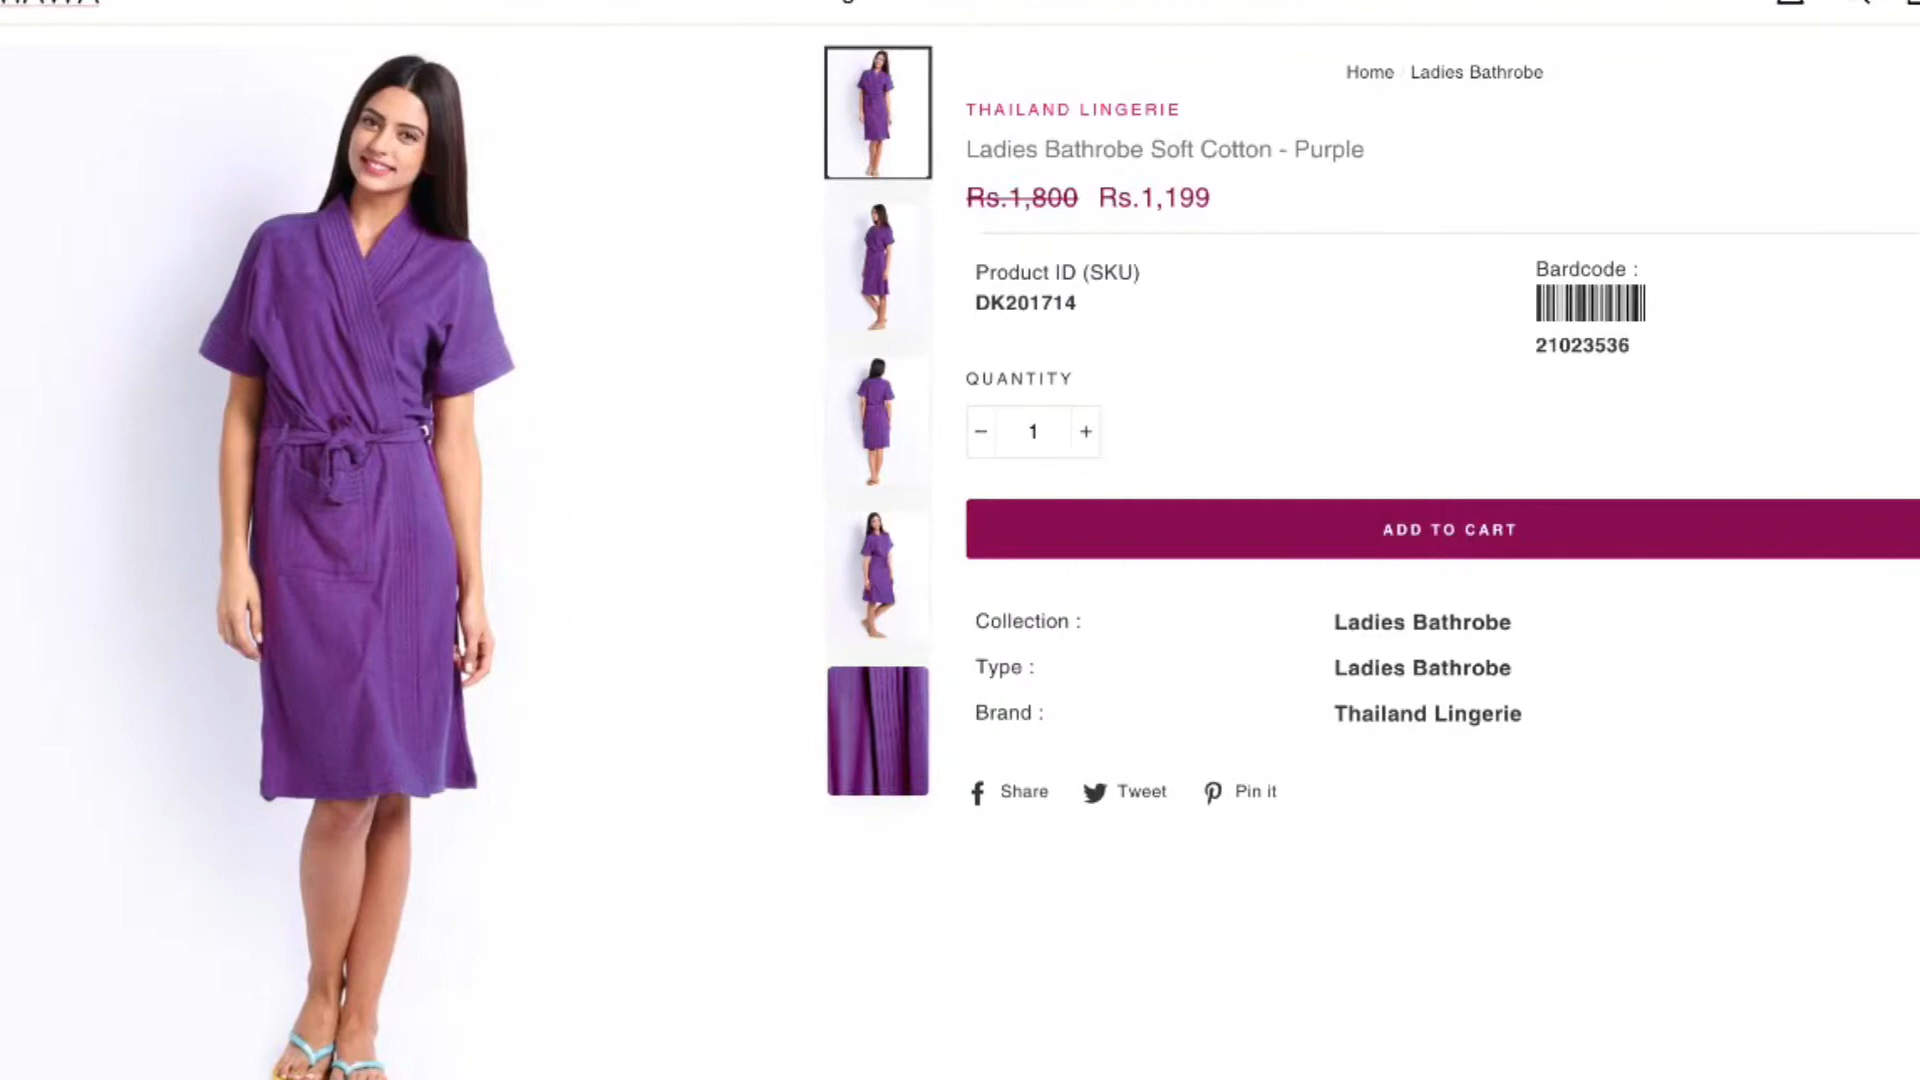 Home / Ladies Bathrobe
THAILAND LINGERIE
Ladies Bathrobe Soft Cotton - Purple
Rs.1,800 Rs.1,199
Product ID (SKU)
DK201714
Bardcode :
21023536
QUANTITY
− 1 +
ADD TO CART
Collection : Ladies Bathrobe
Type : Ladies Bathrobe
Brand : Thailand Lingerie
Share Tweet Pin it